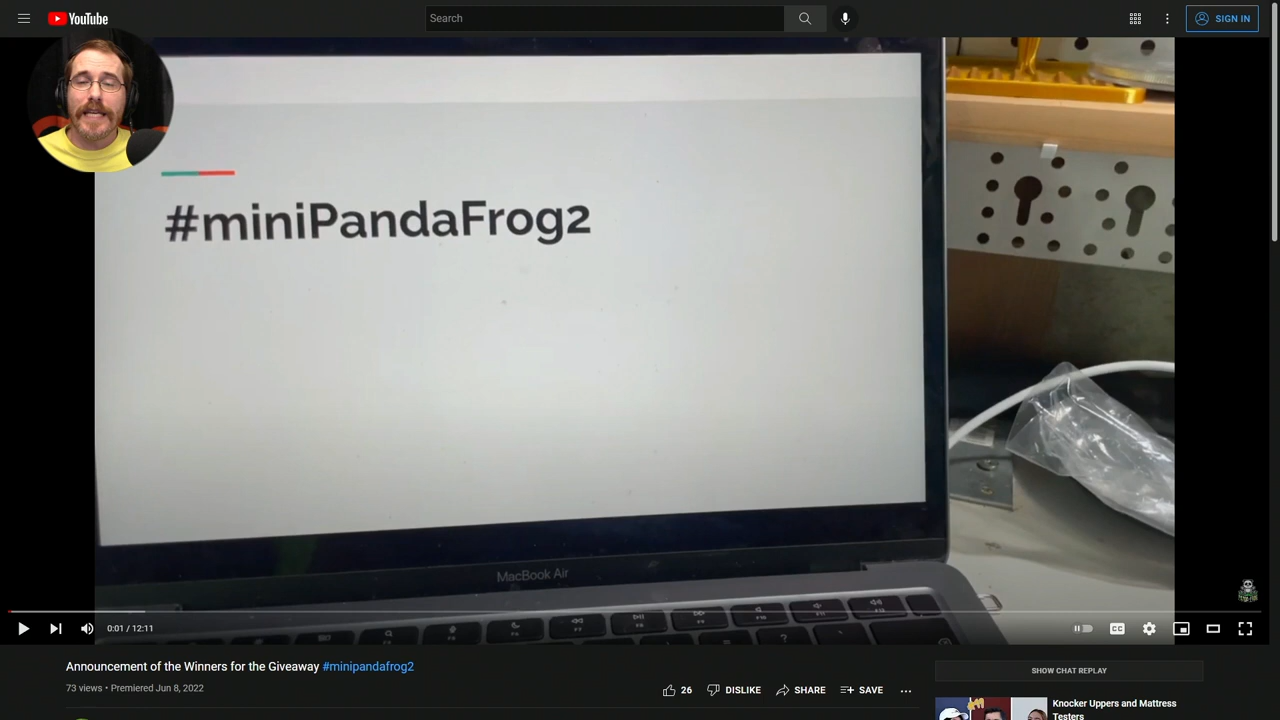 YouTube
Search
SIGN IN
#miniPandaFrog2
MacBook Air
0:01 / 12:11
CC
Announcement of the Winners for the Giveaway #minipandafrog2
73 views • Premiered Jun 8, 2022
26
DISLIKE
SHARE
SAVE
SHOW CHAT REPLAY
Knocker Uppers and Mattress
Testers